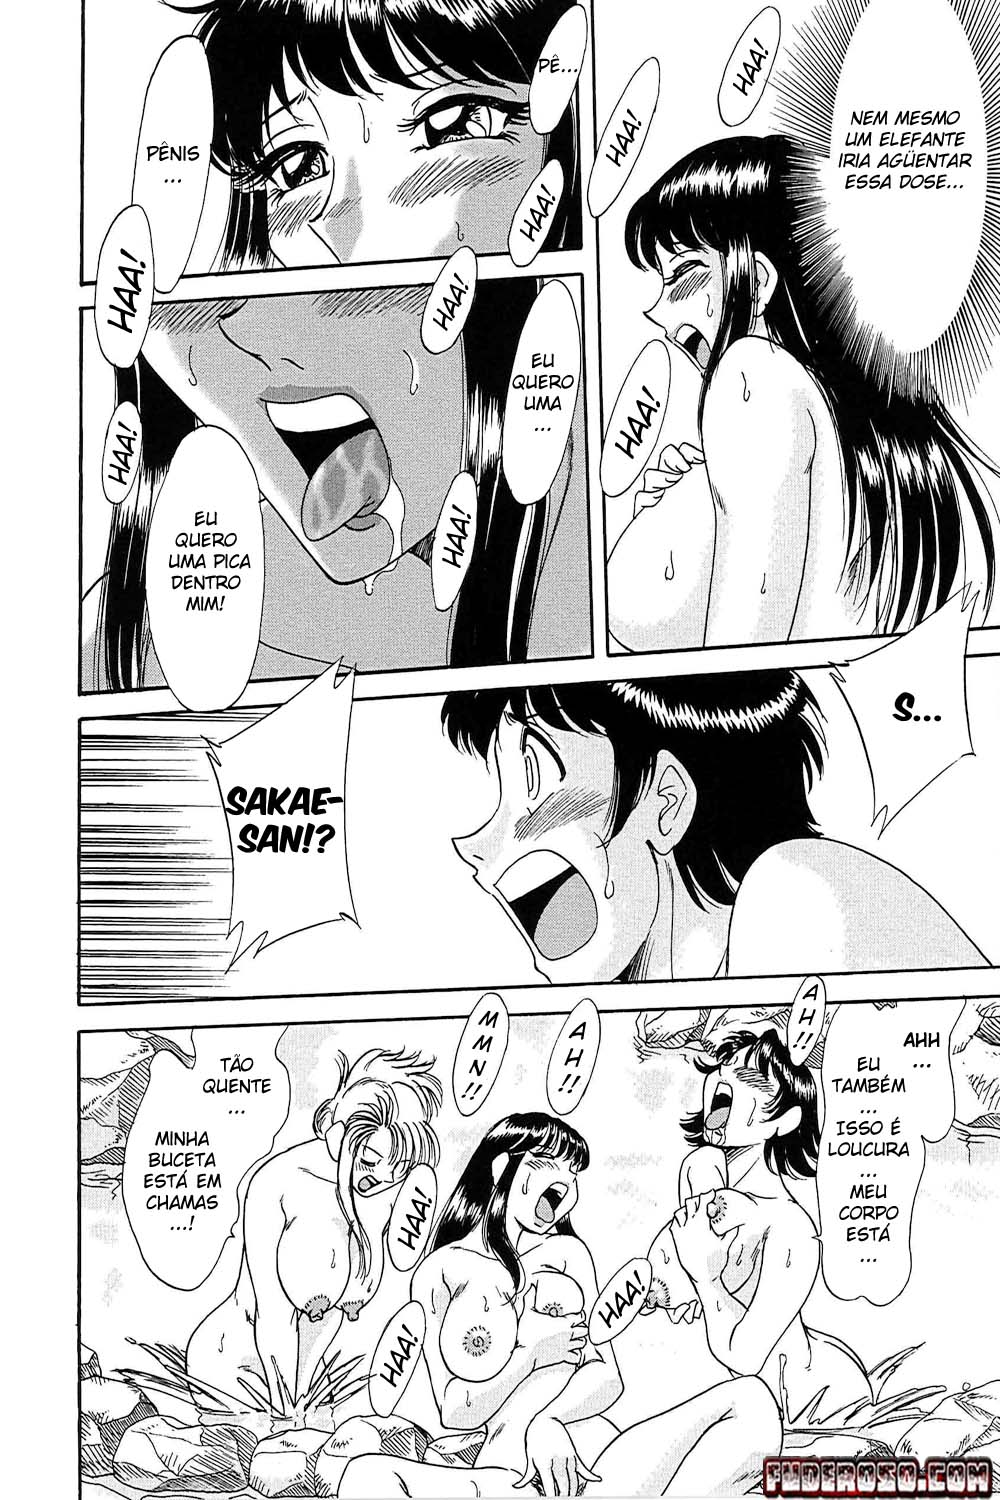 NEM MESMO
UM ELEFANTE
IRIA AGÜENTAR
ESSA DOSE...
HAA!
HAA!
HAA!
PÊ...
PÊNIS
...
HAA!
HAA!
HAA!
EU
QUERO
UMA
...
HAA!
HAA!
EU
QUERO
UMA PICA
DENTRO
MIM!
S...
SAKAE-
SAN!?
AHH
...
EU
TAMBÉM
...
ISSO É
LOUCURA
...
MEU
CORPO
ESTÁ
...
AH!!
AH!!
MMN!!
HAA!
HAA!
HAA!
TÃO
QUENTE
...
MINHA
BUCETA
ESTÁ EM
CHAMAS
...!
FUDEROSO.COM